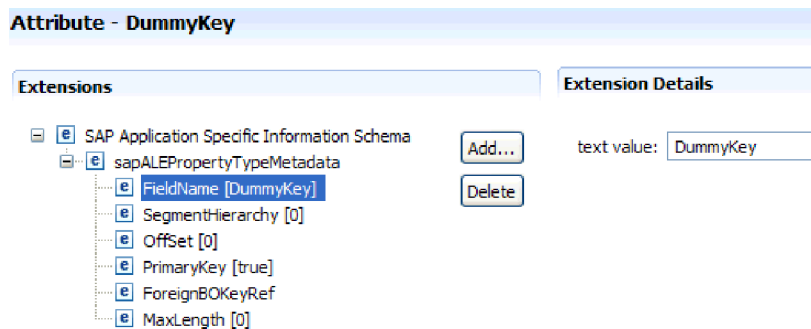 Attribute - DummyKey
Extensions
Extension Details
SAP Application Specific Information Schema
Add...
text value: DummyKey
sapALEPropertyTypeMetadata
FieldName [DummyKey]
Delete
SegmentHierarchy [0]
OffSet [0]
PrimaryKey [true]
ForeignBOKeyRef
MaxLength [0]